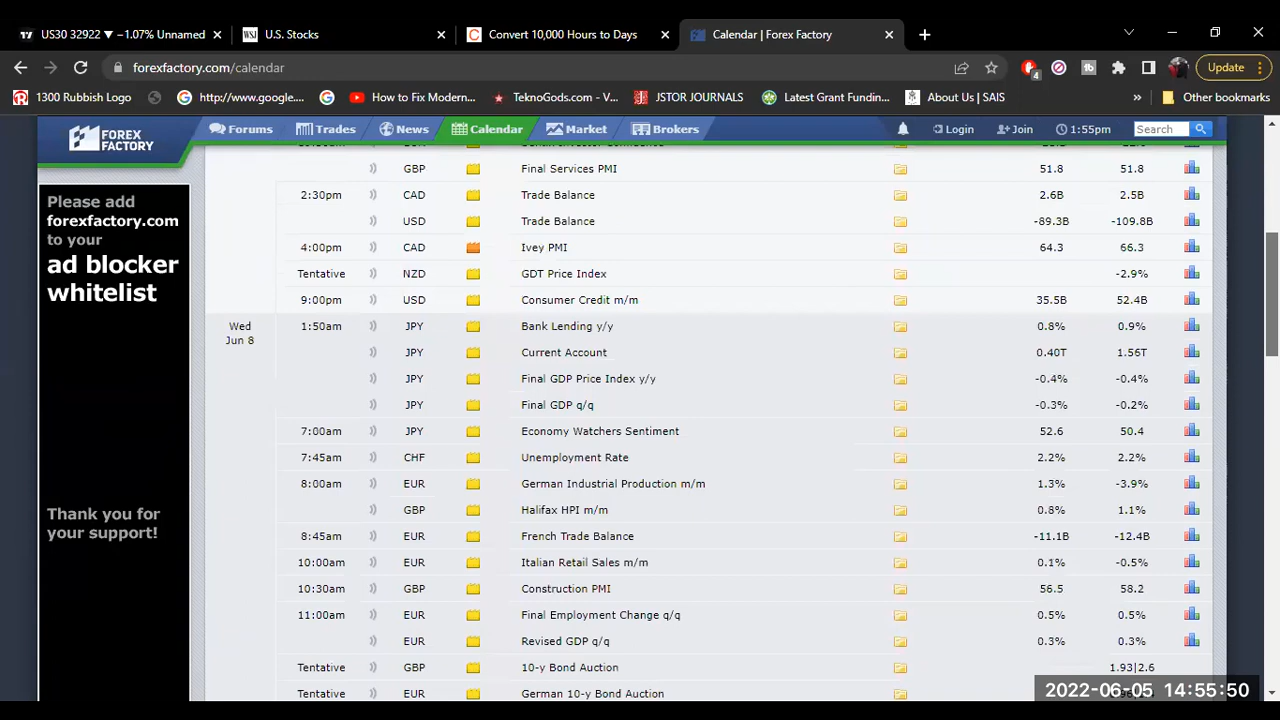 US30 32922 ▼ −1.07% Unnamed
U.S. Stocks
Convert 10,000 Hours to Days
Calendar | Forex Factory
forexfactory.com/calendar
4
Update
1300 Rubbish Logo
http://www.google....
How to Fix Modern...
TeknoGods.com - V...
JSTOR JOURNALS
Latest Grant Fundin...
About Us | SAIS
»
Other bookmarks
FOREX FACTORY
Forums
Trades
News
Calendar
Market
Brokers
Login
Join
1:55pm
Search
Please add
forexfactory.com
to your
ad blocker
whitelist
Thank you for
your support!
GBP Final Services PMI 51.8 51.8
2:30pm CAD Trade Balance 2.6B 2.5B
USD Trade Balance -89.3B -109.8B
4:00pm CAD Ivey PMI 64.3 66.3
Tentative NZD GDT Price Index -2.9%
9:00pm USD Consumer Credit m/m 35.5B 52.4B
Wed
Jun 8
1:50am JPY Bank Lending y/y 0.8% 0.9%
JPY Current Account 0.40T 1.56T
JPY Final GDP Price Index y/y -0.4% -0.4%
JPY Final GDP q/q -0.3% -0.2%
7:00am JPY Economy Watchers Sentiment 52.6 50.4
7:45am CHF Unemployment Rate 2.2% 2.2%
8:00am EUR German Industrial Production m/m 1.3% -3.9%
GBP Halifax HPI m/m 0.8% 1.1%
8:45am EUR French Trade Balance -11.1B -12.4B
10:00am EUR Italian Retail Sales m/m 0.1% -0.5%
10:30am GBP Construction PMI 56.5 58.2
11:00am EUR Final Employment Change q/q 0.5% 0.5%
EUR Revised GDP q/q 0.3% 0.3%
Tentative GBP 10-y Bond Auction 1.93|2.6
Tentative EUR German 10-y Bond Auction
2022-06-05 14:55:50